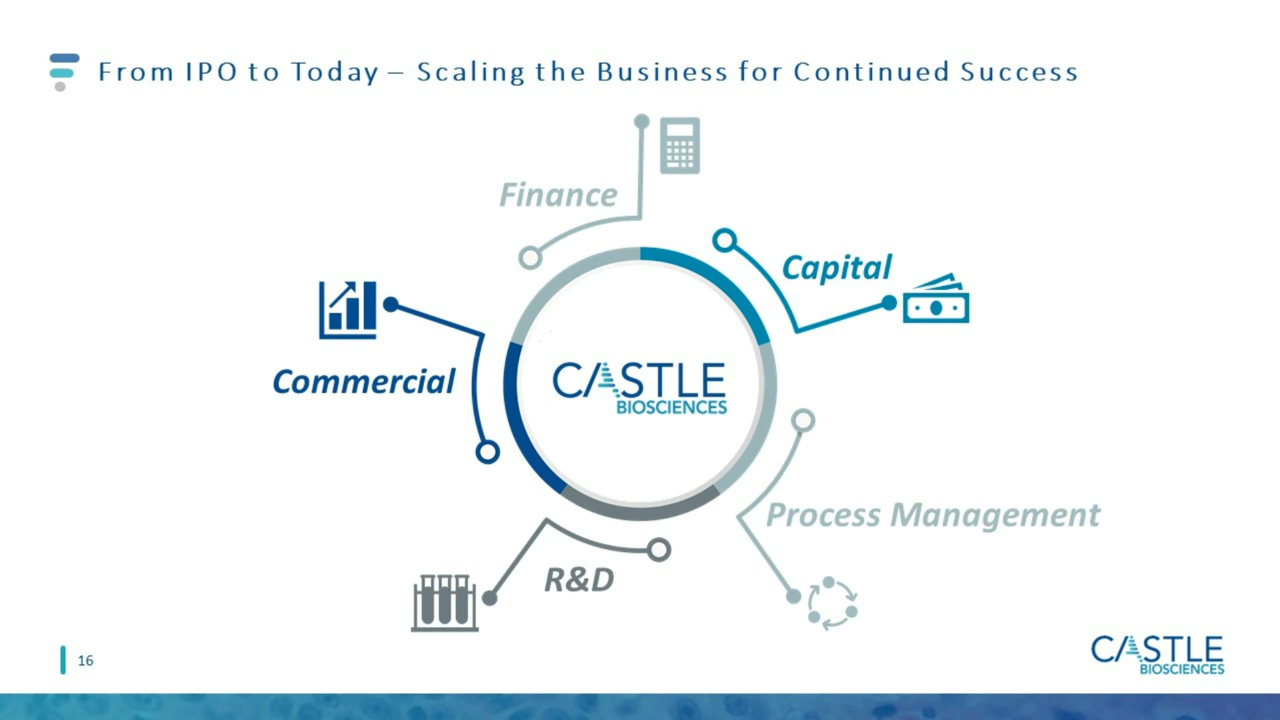 From IPO to Today – Scaling the Business for Continued Success
Finance
Capital
Commercial
CASTLE
BIOSCIENCES
Process Management
R&D
16
CASTLE
BIOSCIENCES